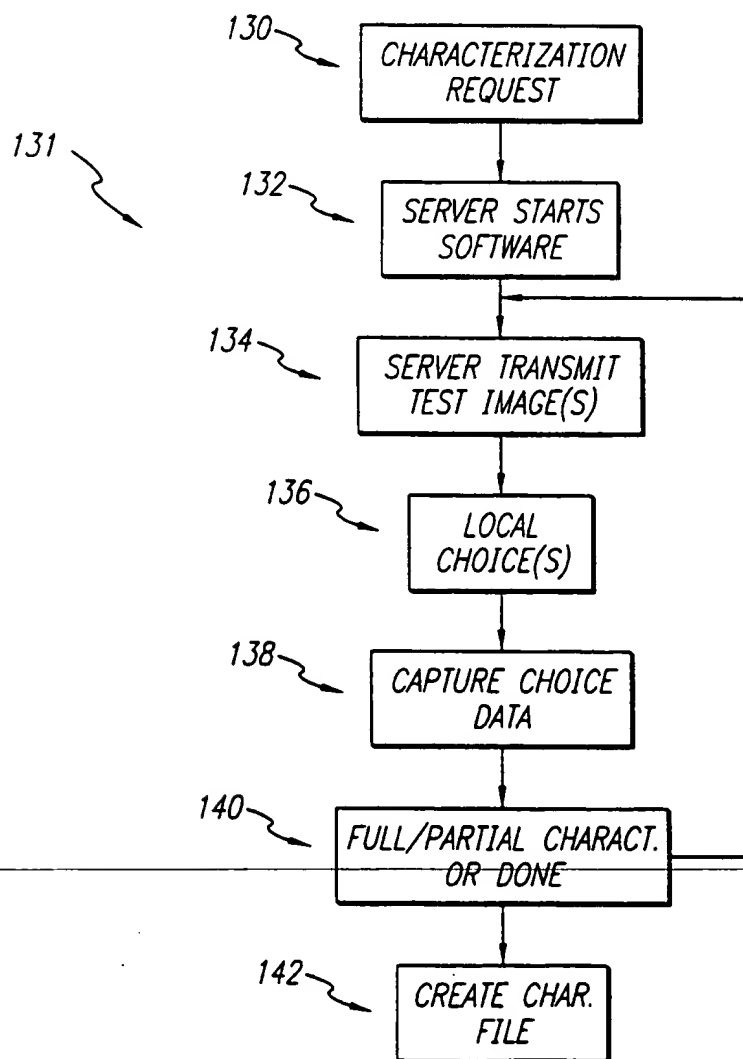 130
CHARACTERIZATION
REQUEST
131
132
SERVER STARTS
SOFTWARE
134
SERVER TRANSMIT
TEST IMAGE(S)
136
LOCAL
CHOICE(S)
138
CAPTURE CHOICE
DATA
140
FULL/PARTIAL CHARACT.
OR DONE
142
CREATE CHAR.
FILE